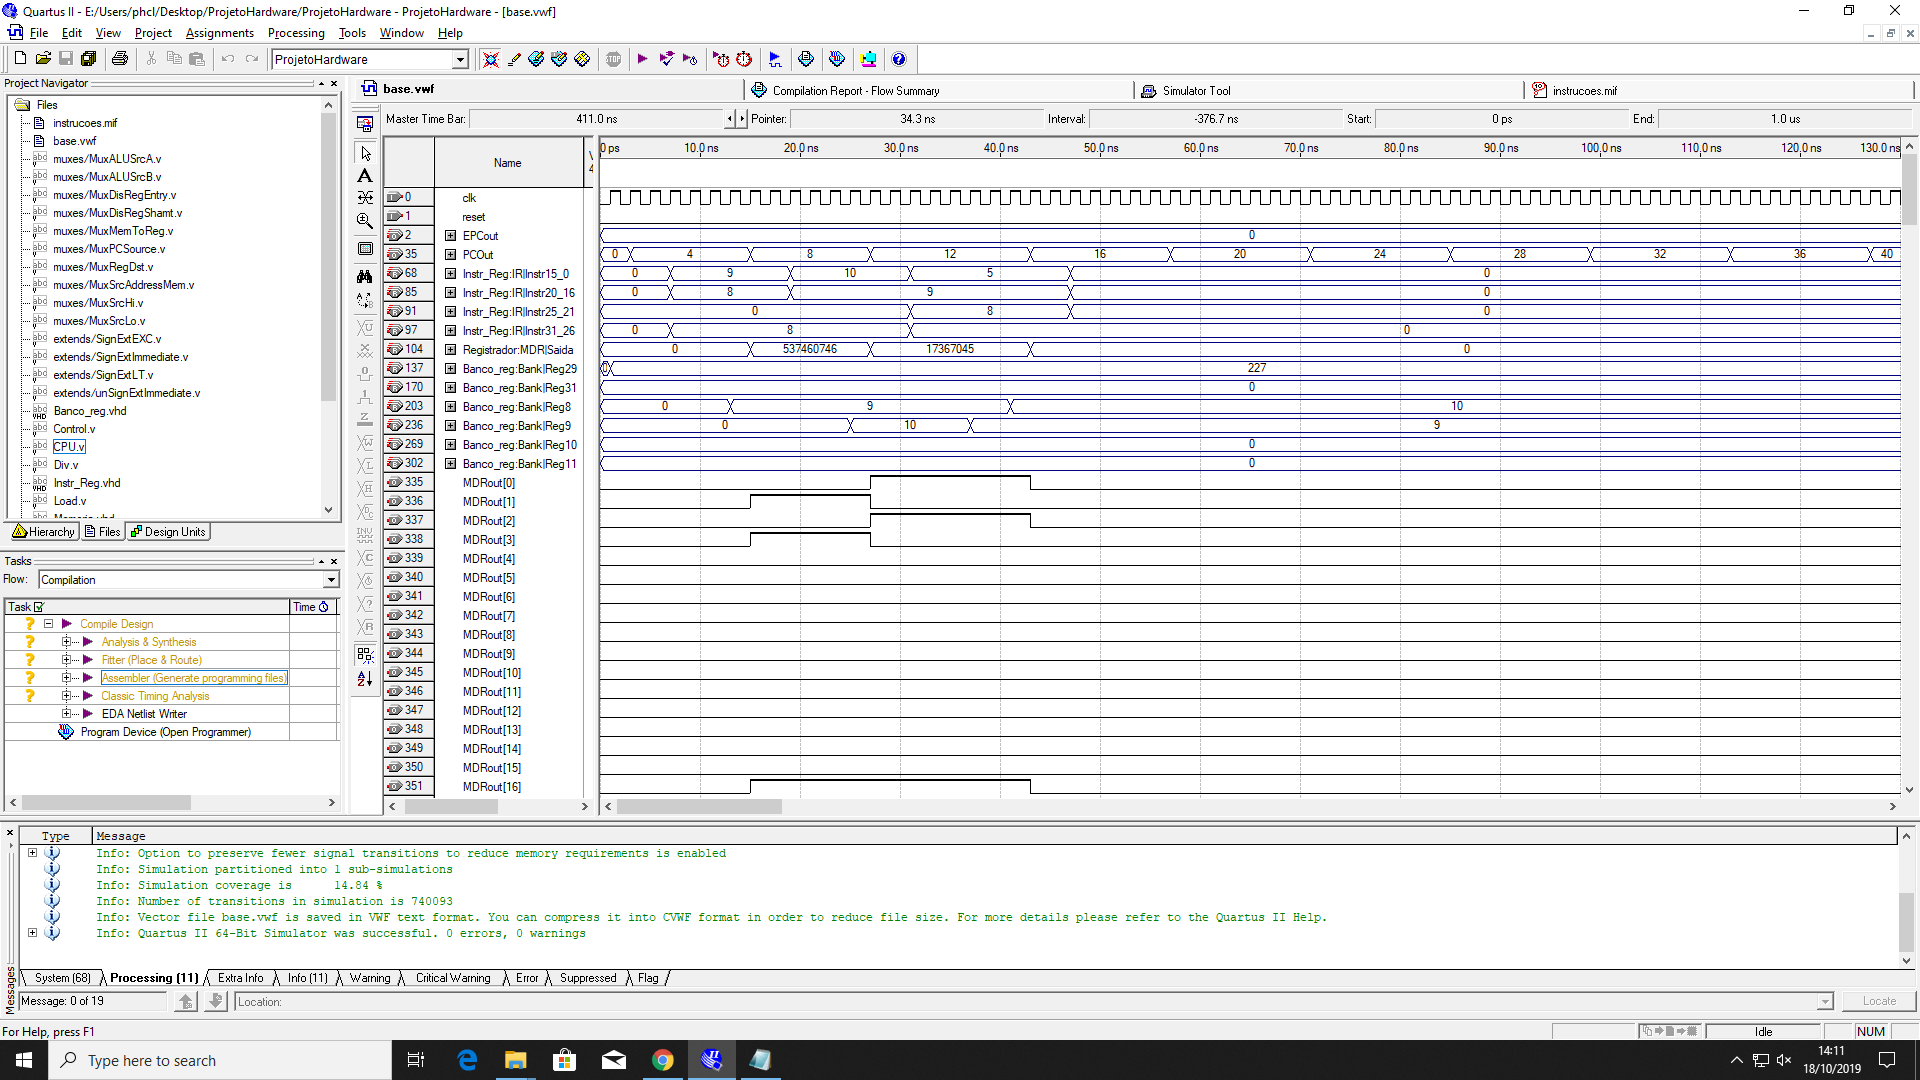 Quartus II - E:/Users/phcl/Desktop/ProjetoHardware/ProjetoHardware - ProjetoHardware - [base.vwf]
File Edit View Project Assignments Processing Tools Window Help
ProjetoHardware
Project Navigator
Files
instrucoes.mif
base.vwf
muxes/MuxALUSrcA.v
muxes/MuxALUSrcB.v
muxes/MuxDisRegEntry.v
muxes/MuxDisRegShamt.v
muxes/MuxMemToReg.v
muxes/MuxPCSource.v
muxes/MuxRegDst.v
muxes/MuxSrcAddressMem.v
muxes/MuxSrcHi.v
muxes/MuxSrcLo.v
extends/SignExtEXC.v
extends/SignExtImmediate.v
extends/SignExtLT.v
extends/unSignExtImmediate.v
Banco_reg.vhd
Control.v
CPU.v
Div.v
Instr_Reg.vhd
Load.v
Hierarchy Files Design Units
Tasks
Flow: Compilation
Task Time
Compile Design
Analysis & Synthesis
Fitter (Place & Route)
Assembler (Generate programming files)
Classic Timing Analysis
EDA Netlist Writer
Program Device (Open Programmer)
base.vwf Compilation Report - Flow Summary Simulator Tool instrucoes.mif
Master Time Bar: 411.0 ns Pointer: 34.3 ns Interval: -376.7 ns Start: 0 ps End: 1.0 us
Name
0 ps 10.0 ns 20.0 ns 30.0 ns 40.0 ns 50.0 ns 60.0 ns 70.0 ns 80.0 ns 90.0 ns 100.0 ns 110.0 ns 120.0 ns 130.0 ns
0 clk
1 reset
2 EPCout 0
35 PCOut 0 4 8 12 16 20 24 28 32 36 40
68 Instr_Reg:IR|Instr15_0 0 9 10 5 0
85 Instr_Reg:IR|Instr20_16 0 8 9 0
91 Instr_Reg:IR|Instr25_21 0 8 0
97 Instr_Reg:IR|Instr31_26 0 8 0
104 Registrador:MDR|Saida 0 537460746 17367045 0
137 Banco_reg:Bank|Reg29 0 227
170 Banco_reg:Bank|Reg31 0
203 Banco_reg:Bank|Reg8 0 9 10
236 Banco_reg:Bank|Reg9 0 10 9
269 Banco_reg:Bank|Reg10 0
302 Banco_reg:Bank|Reg11 0
335 MDRout[0]
336 MDRout[1]
337 MDRout[2]
338 MDRout[3]
339 MDRout[4]
340 MDRout[5]
341 MDRout[6]
342 MDRout[7]
343 MDRout[8]
344 MDRout[9]
345 MDRout[10]
346 MDRout[11]
347 MDRout[12]
348 MDRout[13]
349 MDRout[14]
350 MDRout[15]
351 MDRout[16]
Type Message
Info: Option to preserve fewer signal transitions to reduce memory requirements is enabled
Info: Simulation partitioned into 1 sub-simulations
Info: Simulation coverage is 14.84 %
Info: Number of transitions in simulation is 740093
Info: Vector file base.vwf is saved in VWF text format. You can compress it into CVWF format in order to reduce file size. For more details please refer to the Quartus II Help.
Info: Quartus II 64-Bit Simulator was successful. 0 errors, 0 warnings
System (68) Processing (11) Extra Info Info (11) Warning Critical Warning Error Suppressed Flag
Messages
Message: 0 of 19 Location: Locate
For Help, press F1 Idle NUM
Type here to search
14:11
18/10/2019